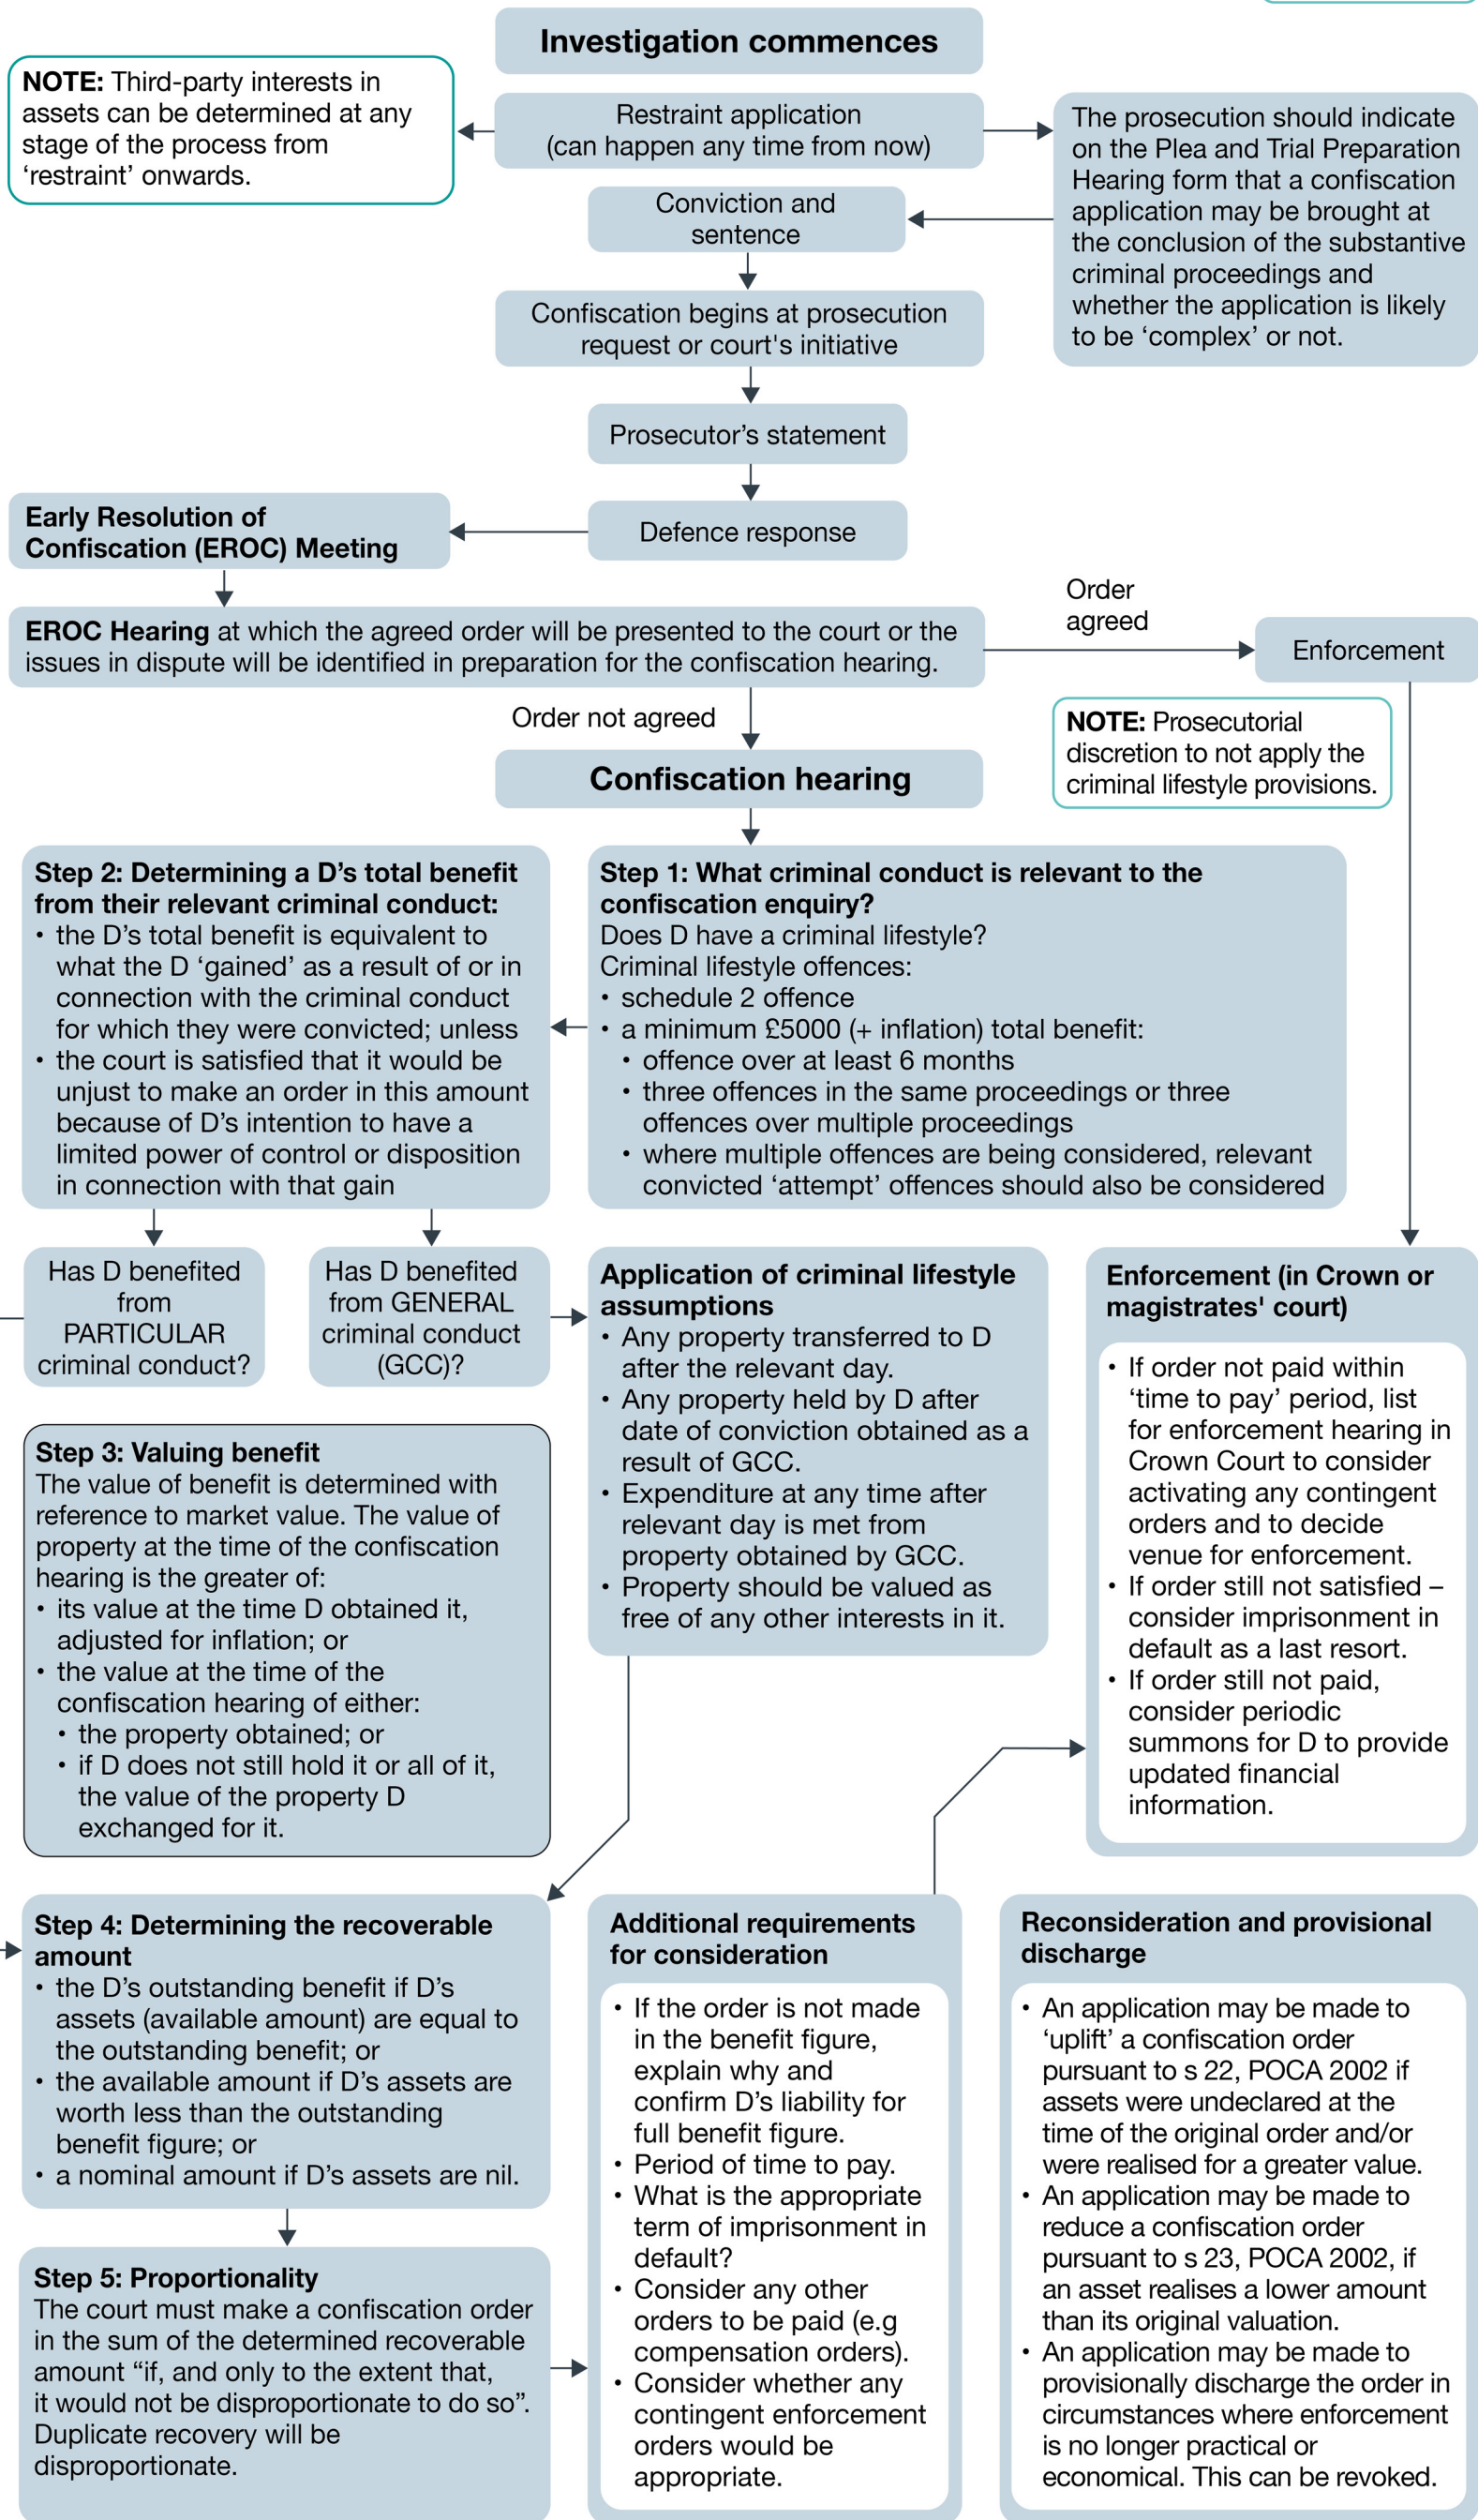 Investigation commences
NOTE: Third-party interests in
assets can be determined at any
stage of the process from
‘restraint’ onwards.
Restraint application
(can happen any time from now)
The prosecution should indicate
on the Plea and Trial Preparation
Hearing form that a confiscation
application may be brought at
the conclusion of the substantive
criminal proceedings and
whether the application is likely
to be ‘complex’ or not.
Conviction and
sentence
Confiscation begins at prosecution
request or court's initiative
Prosecutor’s statement
Defence response
Early Resolution of
Confiscation (EROC) Meeting
EROC Hearing at which the agreed order will be presented to the court or the
issues in dispute will be identified in preparation for the confiscation hearing.
Order
agreed
Enforcement
Order not agreed
NOTE: Prosecutorial
discretion to not apply the
criminal lifestyle provisions.
Confiscation hearing
Step 1: What criminal conduct is relevant to the
confiscation enquiry?
Does D have a criminal lifestyle?
Criminal lifestyle offences:
• schedule 2 offence
• a minimum £5000 (+ inflation) total benefit:
• offence over at least 6 months
• three offences in the same proceedings or three
offences over multiple proceedings
• where multiple offences are being considered, relevant
convicted ‘attempt’ offences should also be considered
Step 2: Determining a D’s total benefit
from their relevant criminal conduct:
• the D’s total benefit is equivalent to
what the D ‘gained’ as a result of or in
connection with the criminal conduct
for which they were convicted; unless
• the court is satisfied that it would be
unjust to make an order in this amount
because of D’s intention to have a
limited power of control or disposition
in connection with that gain
Has D benefited
from
PARTICULAR
criminal conduct?
Has D benefited
from GENERAL
criminal conduct
(GCC)?
Application of criminal lifestyle
assumptions
• Any property transferred to D
after the relevant day.
• Any property held by D after
date of conviction obtained as a
result of GCC.
• Expenditure at any time after
relevant day is met from
property obtained by GCC.
• Property should be valued as
free of any other interests in it.
Enforcement (in Crown or
magistrates' court)
• If order not paid within
‘time to pay’ period, list
for enforcement hearing in
Crown Court to consider
activating any contingent
orders and to decide
venue for enforcement.
• If order still not satisfied –
consider imprisonment in
default as a last resort.
• If order still not paid,
consider periodic
summons for D to provide
updated financial
information.
Step 3: Valuing benefit
The value of benefit is determined with
reference to market value. The value of
property at the time of the confiscation
hearing is the greater of:
• its value at the time D obtained it,
adjusted for inflation; or
• the value at the time of the
confiscation hearing of either:
• the property obtained; or
• if D does not still hold it or all of it,
the value of the property D
exchanged for it.
Step 4: Determining the recoverable
amount
• the D’s outstanding benefit if D’s
assets (available amount) are equal to
the outstanding benefit; or
• the available amount if D’s assets are
worth less than the outstanding
benefit figure; or
• a nominal amount if D’s assets are nil.
Step 5: Proportionality
The court must make a confiscation order
in the sum of the determined recoverable
amount “if, and only to the extent that,
it would not be disproportionate to do so”.
Duplicate recovery will be
disproportionate.
Additional requirements
for consideration
• If the order is not made
in the benefit figure,
explain why and
confirm D’s liability for
full benefit figure.
• Period of time to pay.
• What is the appropriate
term of imprisonment in
default?
• Consider any other
orders to be paid (e.g
compensation orders).
• Consider whether any
contingent enforcement
orders would be
appropriate.
Reconsideration and provisional
discharge
• An application may be made to
‘uplift’ a confiscation order
pursuant to s 22, POCA 2002 if
assets were undeclared at the
time of the original order and/or
were realised for a greater value.
• An application may be made to
reduce a confiscation order
pursuant to s 23, POCA 2002, if
an asset realises a lower amount
than its original valuation.
• An application may be made to
provisionally discharge the order in
circumstances where enforcement
is no longer practical or
economical. This can be revoked.